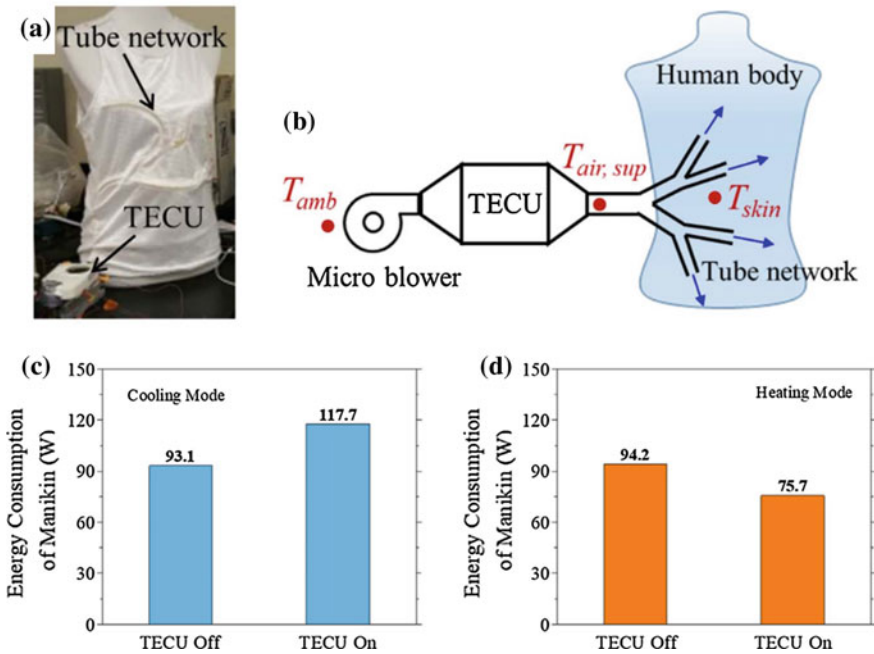 (a)
Tube network
TECU
(b)
Human body
T_amb
TECU
T_air, sup
T_skin
Micro blower
Tube network
(c)
150
120
90
60
30
0
Energy Consumption
of Manikin (W)
Cooling Mode
93.1
117.7
TECU Off
TECU On
(d)
150
120
90
60
30
0
Energy Consumption
of Manikin (W)
Heating Mode
94.2
75.7
TECU Off
TECU On